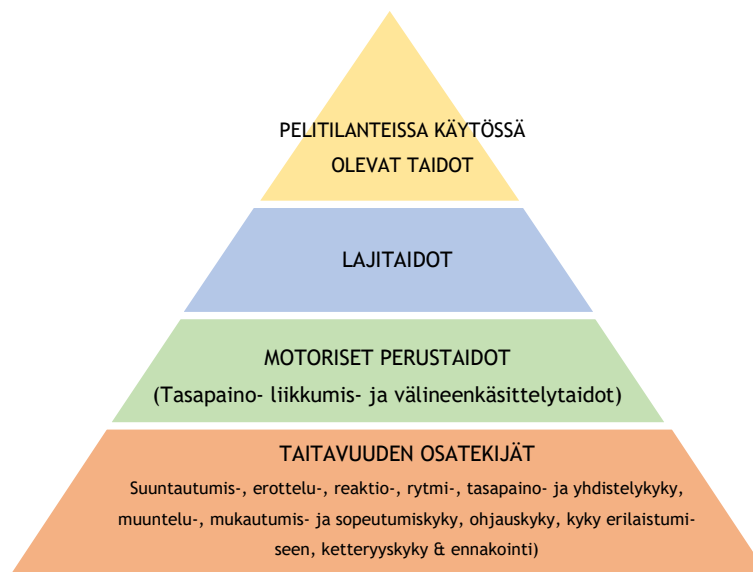 PELITILANTEISSA KÄYTÖSSÄ
OLEVAT TAIDOT
LAJITAIDOT
MOTORISET PERUSTAIDOT
(Tasapaino- liikkumis- ja välineenkäsittelytaidot)
TAITAVUUDEN OSATEKIJÄT
Suuntautumis-, erottelu-, reaktio-, rytmi-, tasapaino- ja yhdistelykyky,
muuntelu-, mukautumis- ja sopeutumiskyky, ohjauskyky, kyky erilaistumi-
seen, ketteryyskyky & ennakointi)